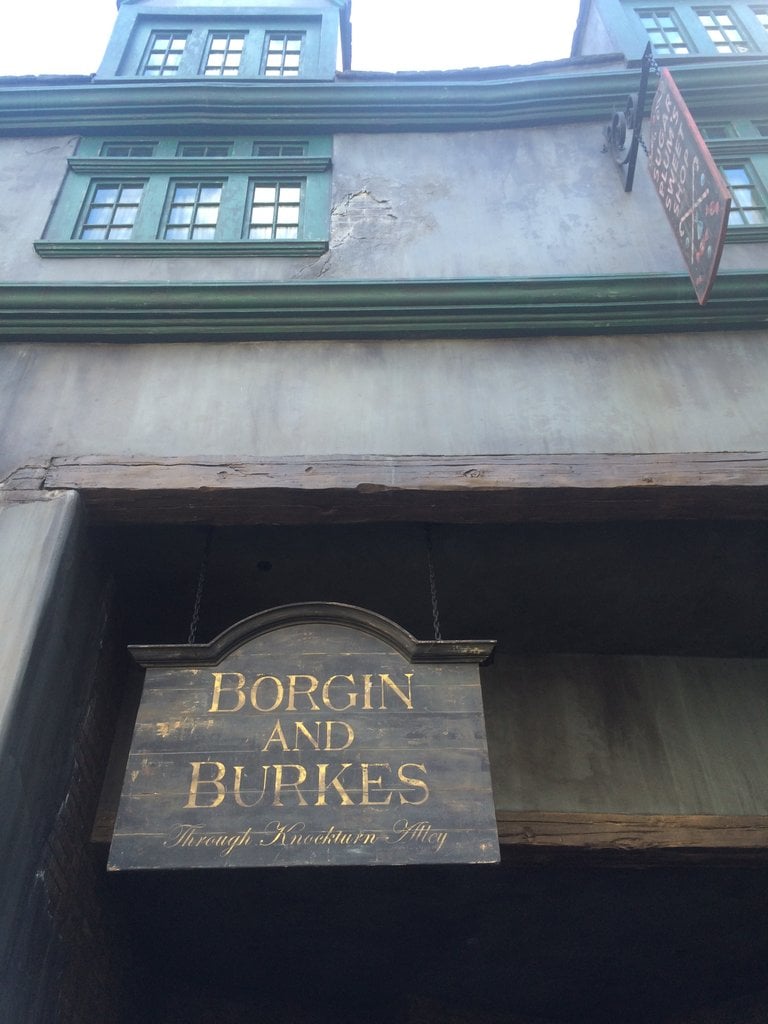 BORGIN
AND
BURKES
Through Knockturn Alley